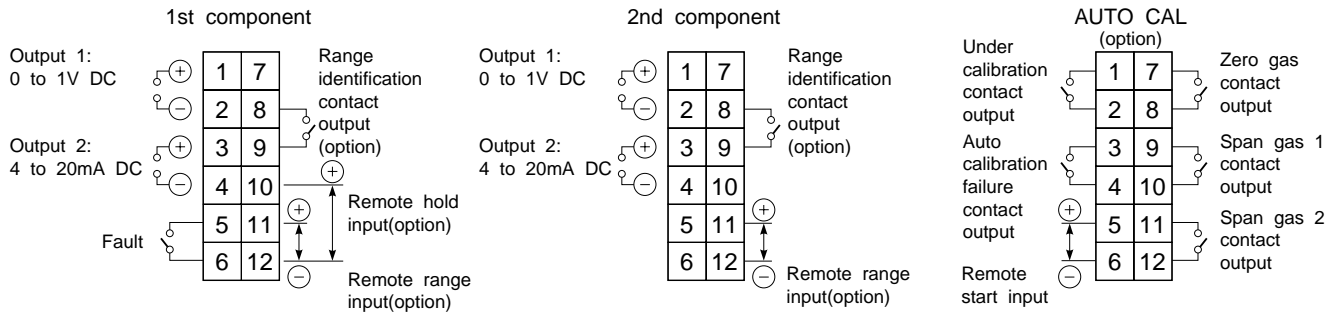 1st component
Output 1:
0 to 1V DC
+
−
Output 2:
4 to 20mA DC
+
−
Fault
1 7
2 8
3 9
4 10
5 11
6 12
Range
identification
contact
output
(option)
+
Remote hold
input(option)
+
−
Remote range
input(option)
2nd component
Output 1:
0 to 1V DC
+
−
Output 2:
4 to 20mA DC
+
−
1 7
2 8
3 9
4 10
5 11
6 12
Range
identification
contact
output
(option)
+
−
Remote range
input(option)
AUTO CAL
(option)
Under
calibration
contact
output
Auto
calibration
failure
contact
output
+
−
Remote
start input
1 7
2 8
3 9
4 10
5 11
6 12
Zero gas
contact
output
Span gas 1
contact
output
Span gas 2
contact
output